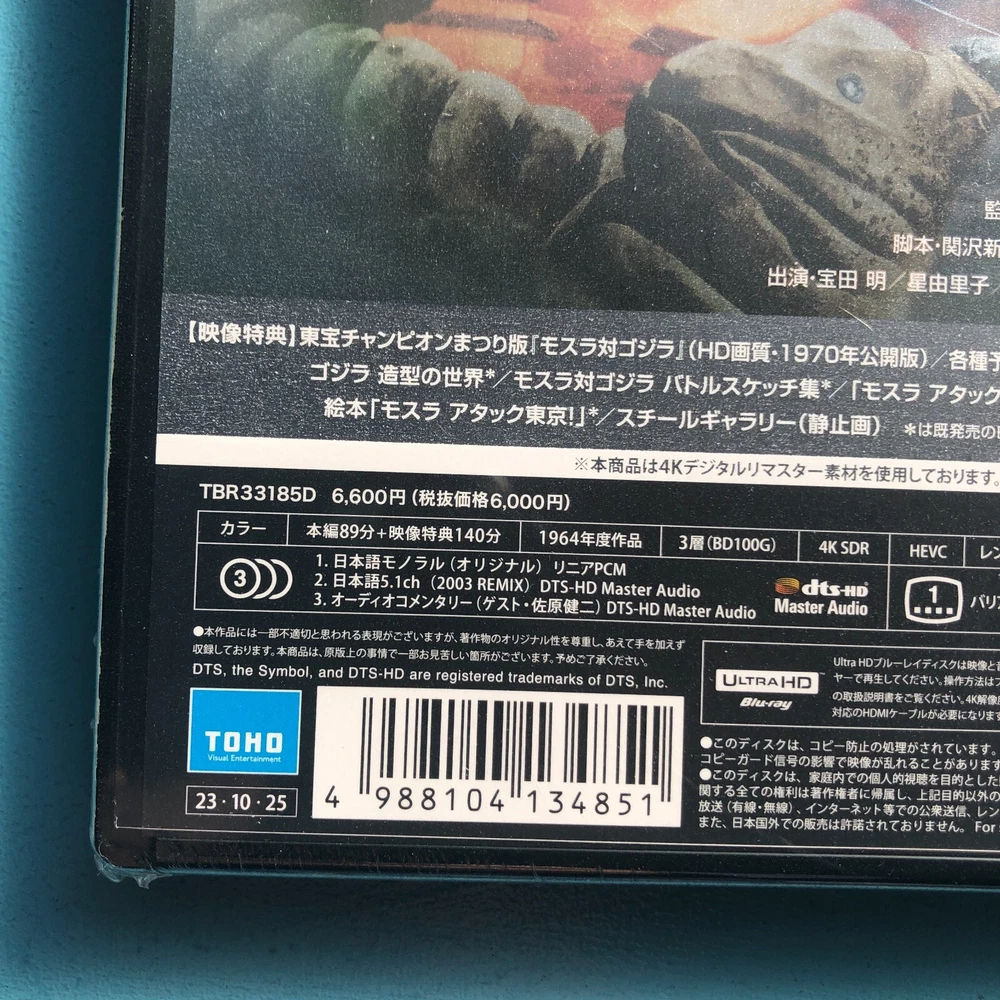 監
脚本・関沢新
出演・宝田 明／星由里子／
【映像特典】東宝チャンピオンまつり版『モスラ対ゴジラ』(HD画質・1970年公開版)／各種予
ゴジラ 造型の世界*／モスラ対ゴジラ バトルスケッチ集*／「モスラ アタック
絵本「モスラ アタック東京!」*／スチールギャラリー(静止画) *は既発売の
※本商品は4Kデジタルリマスター素材を使用しております。
TBR33185D 6,600円(税抜価格6,000円)
カラー 本編89分+映像特典140分 1964年度作品 3層(BD100G) 4K SDR HEVC レン
3 1. 日本語モノラル(オリジナル) リニアPCM
2. 日本語5.1ch (2003 REMIX) DTS-HD Master Audio
3. オーディオコメンタリー(ゲスト・佐原健二) DTS-HD Master Audio
dts-HD
Master Audio
1 バリア
●本作品には一部不適切と思われる表現がございますが、著作物のオリジナル性を尊重し、あえて手を加えず
収録しております。本商品は、原版上の事情で一部お見苦しい箇所がございます。予めご了承ください。
DTS, the Symbol, and DTS-HD are registered trademarks of DTS, Inc.
ULTRA HD
Blu-ray
Ultra HDブルーレイディスクは映像と音
ヤーで再生してください。操作方法はプ
の取扱説明書をご覧ください。4K解像度
対応のHDMIケーブルが必要になります
TOHO
Visual Entertainment
23・10・25
4 988104 134851
●このディスクは、コピー防止の処理がされています。
コピーガード信号の影響で映像が乱れることがあります
●このディスクは、家庭内での個人的視聴を目的とした
関する全ての権利は著作権者に帰属し、上記目的以外の
放送(有線・無線)、インターネット等での公衆送信、レン
また、日本国外での販売は許諾されておりません。For